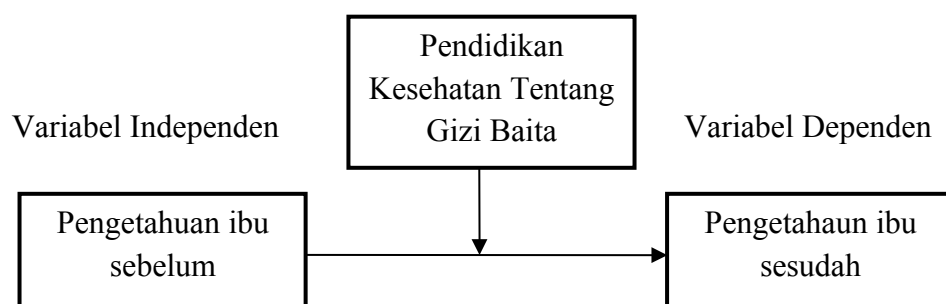 Pendidikan
Kesehatan Tentang
Gizi Baita
Variabel Independen
Variabel Dependen
Pengetahuan ibu
sebelum
Pengetahaun ibu
sesudah